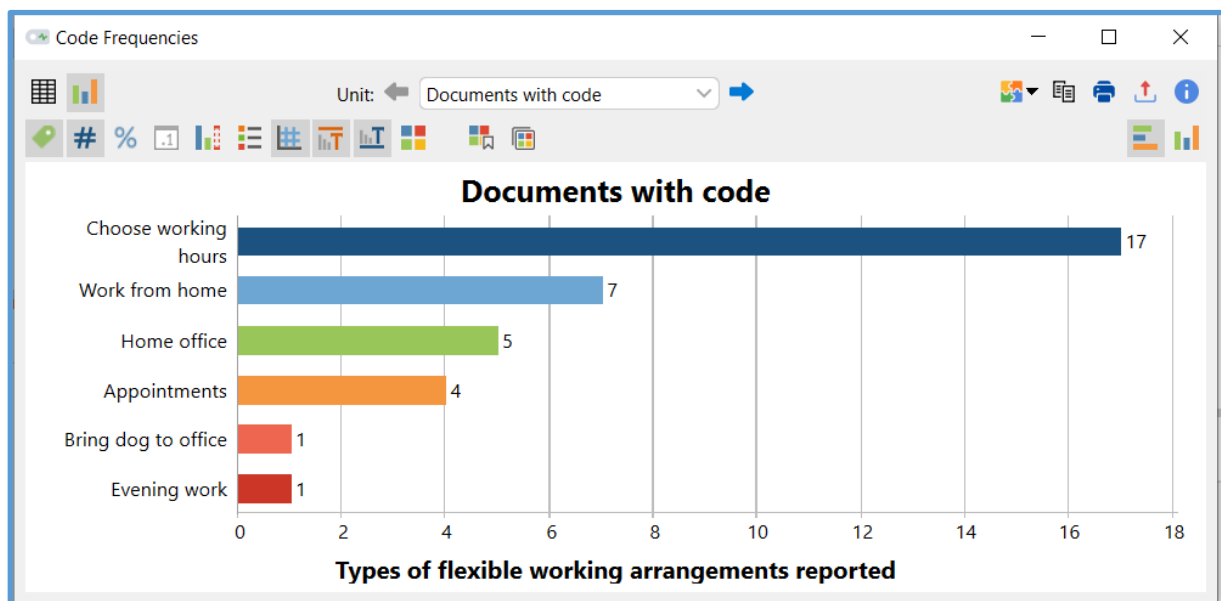 Code Frequencies
Unit: Documents with code
# % .1
Documents with code
Choose working
hours
17
Work from home 7
Home office 5
Appointments 4
Bring dog to office 1
Evening work 1
0 2 4 6 8 10 12 14 16 18
Types of flexible working arrangements reported